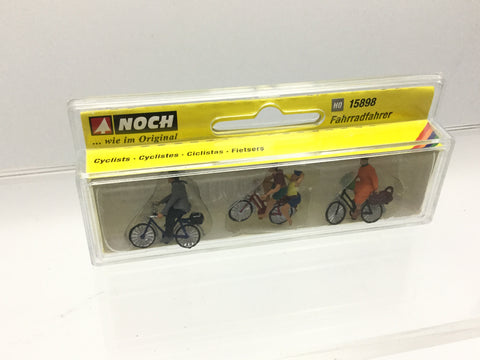 NOCH
... wie im Original
H0 15898
Fahrradfahrer
Cyclists - Cyclistes - Ciclistas - Fietsers